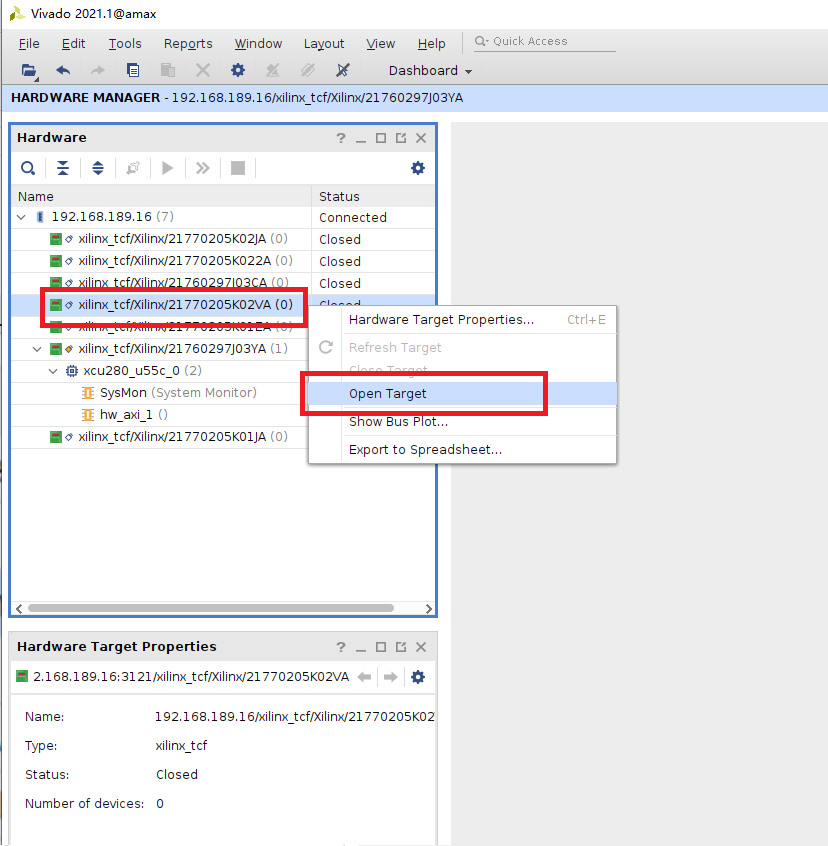 Vivado 2021.1@amax
File Edit Tools Reports Window Layout View Help Quick Access
Dashboard
HARDWARE MANAGER - 192.168.189.16/xilinx_tcf/Xilinx/21760297J03YA
Hardware
Name Status
192.168.189.16 (7) Connected
xilinx_tcf/Xilinx/21770205K02JA (0) Closed
xilinx_tcf/Xilinx/21770205K022A (0) Closed
xilinx_tcf/Xilinx/21760297J03CA (0) Closed
xilinx_tcf/Xilinx/21770205K02VA (0) Closed
xilinx_tcf/Xilinx/21770205K01EA (0)
xilinx_tcf/Xilinx/21760297J03YA (1)
xcu280_u55c_0 (2)
SysMon (System Monitor)
hw_axi_1 ()
xilinx_tcf/Xilinx/21770205K01JA (0)
Hardware Target Properties... Ctrl+E
Refresh Target
Close Target
Open Target
Show Bus Plot...
Export to Spreadsheet...
Hardware Target Properties
2.168.189.16:3121/xilinx_tcf/Xilinx/21770205K02VA
Name: 192.168.189.16/xilinx_tcf/Xilinx/21770205K02
Type: xilinx_tcf
Status: Closed
Number of devices: 0